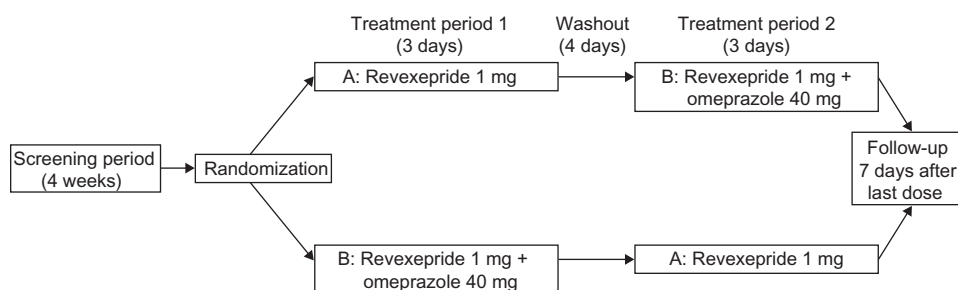 Treatment period 1
(3 days)
Washout
(4 days)
Treatment period 2
(3 days)
A: Revexepride 1 mg
B: Revexepride 1 mg +
omeprazole 40 mg
Screening period
(4 weeks)
Randomization
Follow-up
7 days after
last dose
B: Revexepride 1 mg +
omeprazole 40 mg
A: Revexepride 1 mg